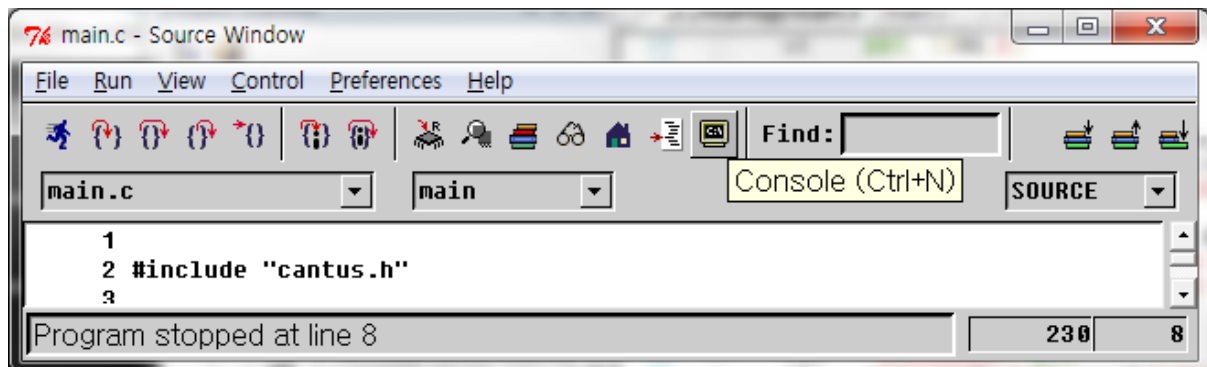 main.c - Source Window
File Run View Control Preferences Help
Find:
Console (Ctrl+N)
main.c main SOURCE
1
2 #include "cantus.h"
3
Program stopped at line 8 230 8